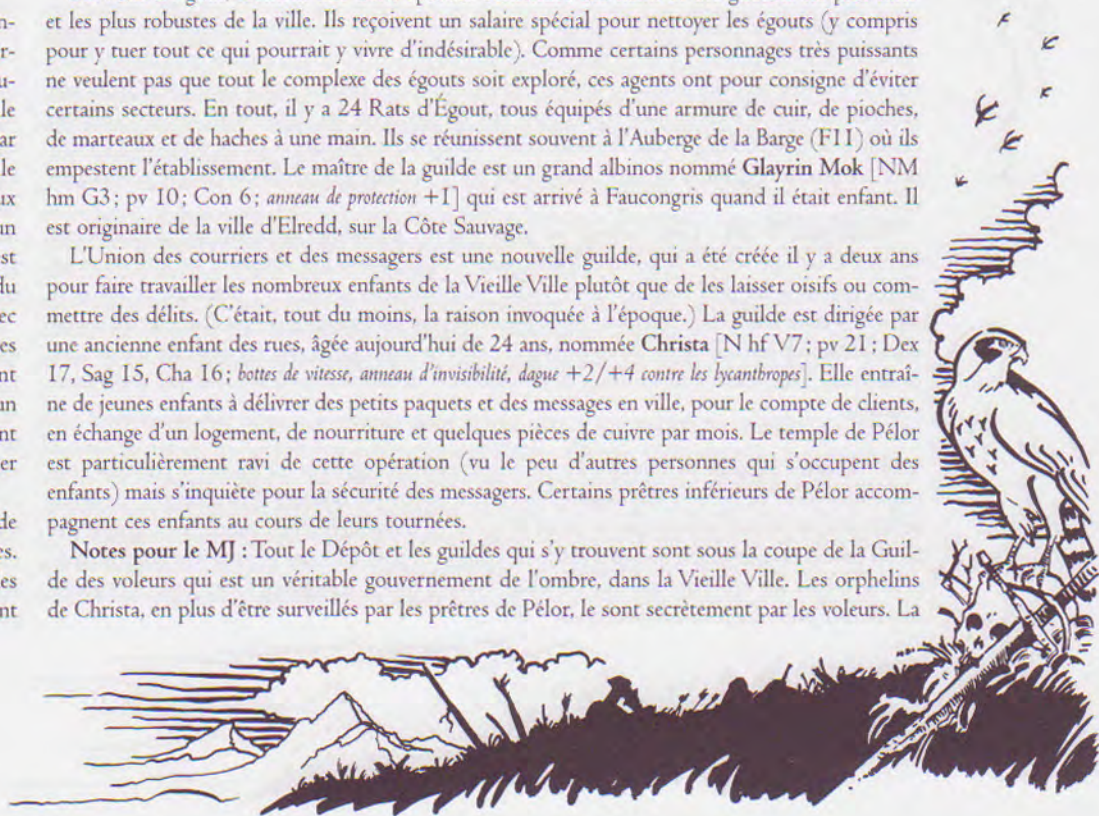 n-
r-
u-
le
ar
le
ux
un
est
du
ec
es
nt
un
nt
er
de
s.
es
nt
et les plus robustes de la ville. Ils reçoivent un salaire spécial pour nettoyer les égouts (y compris
pour y tuer tout ce qui pourrait y vivre d'indésirable). Comme certains personnages très puissants
ne veulent pas que tout le complexe des égouts soit exploré, ces agents ont pour consigne d'éviter
certains secteurs. En tout, il y a 24 Rats d'Égout, tous équipés d'une armure de cuir, de pioches,
de marteaux et de haches à une main. Ils se réunissent souvent à l'Auberge de la Barge (F11) où ils
empestent l'établissement. Le maître de la guilde est un grand albinos nommé Glayrin Mok [NM
hm G3 ; pv 10 ; Con 6 ; anneau de protection +1] qui est arrivé à Faucongris quand il était enfant. Il
est originaire de la ville d'Elredd, sur la Côte Sauvage.
L'Union des courriers et des messagers est une nouvelle guilde, qui a été créée il y a deux ans
pour faire travailler les nombreux enfants de la Vieille Ville plutôt que de les laisser oisifs ou com-
mettre des délits. (C'était, tout du moins, la raison invoquée à l'époque.) La guilde est dirigée par
une ancienne enfant des rues, âgée aujourd'hui de 24 ans, nommée Christa [N hf V7 ; pv 21 ; Dex
17, Sag 15, Cha 16 ; bottes de vitesse, anneau d'invisibilité, dague +2/+4 contre les lycanthropes]. Elle entraî-
ne de jeunes enfants à délivrer des petits paquets et des messages en ville, pour le compte de clients,
en échange d'un logement, de nourriture et quelques pièces de cuivre par mois. Le temple de Pélor
est particulièrement ravi de cette opération (vu le peu d'autres personnes qui s'occupent des
enfants) mais s'inquiète pour la sécurité des messagers. Certains prêtres inférieurs de Pélor accom-
pagnent ces enfants au cours de leurs tournées.
Notes pour le MJ : Tout le Dépôt et les guildes qui s'y trouvent sont sous la coupe de la Guil-
de des voleurs qui est un véritable gouvernement de l'ombre, dans la Vieille Ville. Les orphelins
de Christa, en plus d'être surveillés par les prêtres de Pélor, le sont secrètement par les voleurs. La